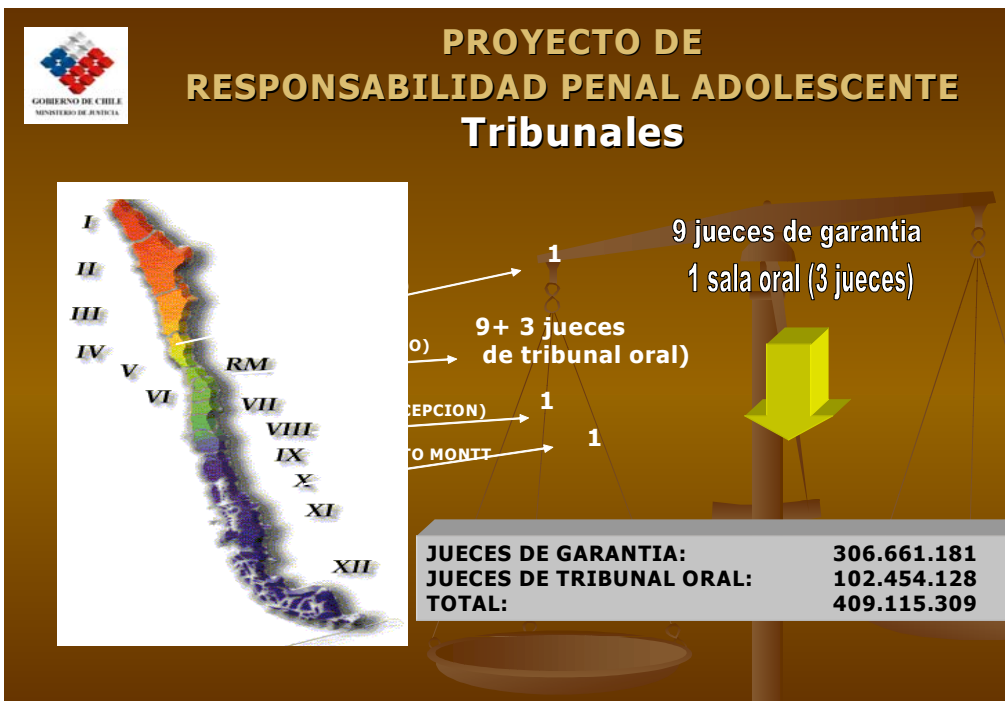 GOBIERNO DE CHILE
MINISTERIO DE JUSTICIA
PROYECTO DE
RESPONSABILIDAD PENAL ADOLESCENTE
Tribunales
I
II
III
IV
V
VI
RM
VII
VIII
IX
X
XI
XII
1
O)
9+ 3 jueces
de tribunal oral)
CEPCION)
1
TO MONTT
1
9 jueces de garantia
1 sala oral (3 jueces)
JUECES DE GARANTIA: 306.661.181
JUECES DE TRIBUNAL ORAL: 102.454.128
TOTAL: 409.115.309